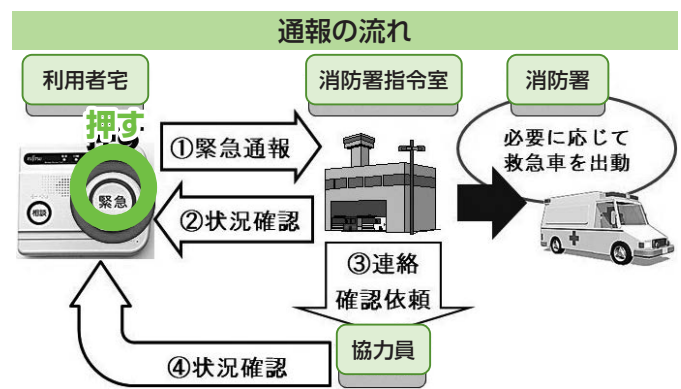 通報の流れ
利用者宅
消防署指令室
消防署
押す
①緊急通報
必要に応じて
救急車を出動
緊急
相談
②状況確認
③連絡
確認依頼
協力員
④状況確認